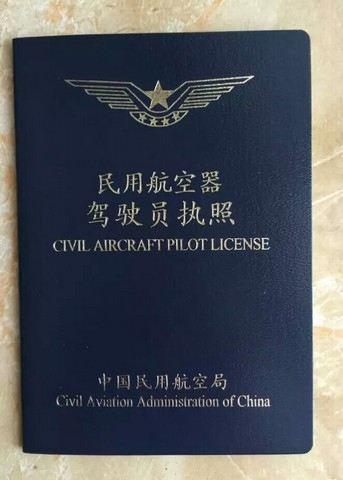 民用航空器
驾驶员执照
CIVIL AIRCRAFT PILOT LICENSE
中国民用航空局
Civil Aviation Administration of China